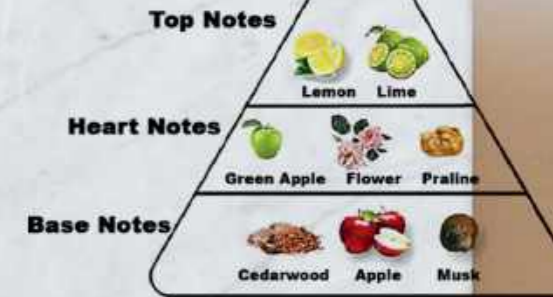 Top Notes
Lemon Lime
Heart Notes
Green Apple Flower Praline
Base Notes
Cedarwood Apple Musk